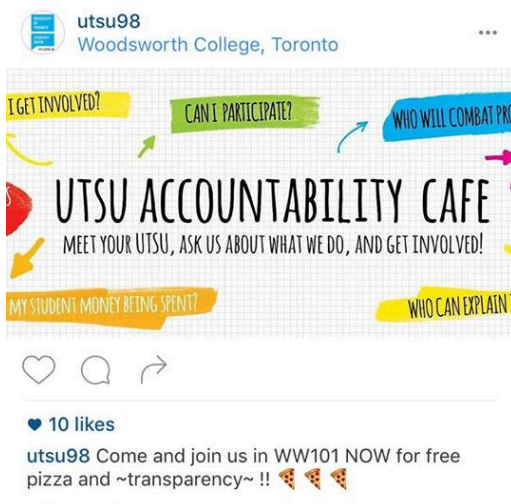 utsu98
Woodsworth College, Toronto
I GET INVOLVED?
CAN I PARTICIPATE?
WHO WILL COMBAT
UTSU ACCOUNTABILITY CAFE
MEET YOUR UTSU, ASK US ABOUT WHAT WE DO, AND GET INVOLVED!
MY STUDENT MONEY BEING SPENT?
WHO CAN EXPLAIN
10 likes
utsu98 Come and join us in WW101 NOW for free
pizza and ~transparency~ !! 🍕 🍕 🍕